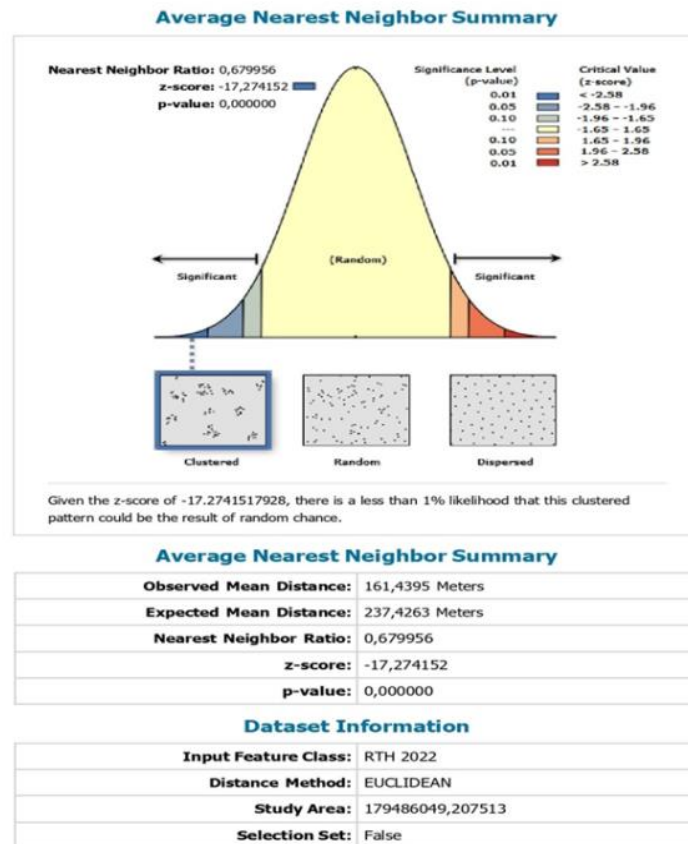 Average Nearest Neighbor Summary
Nearest Neighbor Ratio: 0,679956
z-score: -17,274152
p-value: 0,000000
Significance Level
(p-value)
Critical Value
(z-score)
0.01 < -2.58
0.05 -2.58 - -1.96
0.10 -1.96 - -1.65
--- -1.65 - 1.65
0.10 1.65 - 1.96
0.05 1.96 - 2.58
0.01 > 2.58
(Random)
Significant
Significant
Clustered
Random
Dispersed
Given the z-score of -17.2741517928, there is a less than 1% likelihood that this clustered
pattern could be the result of random chance.
Average Nearest Neighbor Summary
Observed Mean Distance: 161,4395 Meters
Expected Mean Distance: 237,4263 Meters
Nearest Neighbor Ratio: 0,679956
z-score: -17,274152
p-value: 0,000000
Dataset Information
Input Feature Class: RTH 2022
Distance Method: EUCLIDEAN
Study Area: 179486049,207513
Selection Set: False